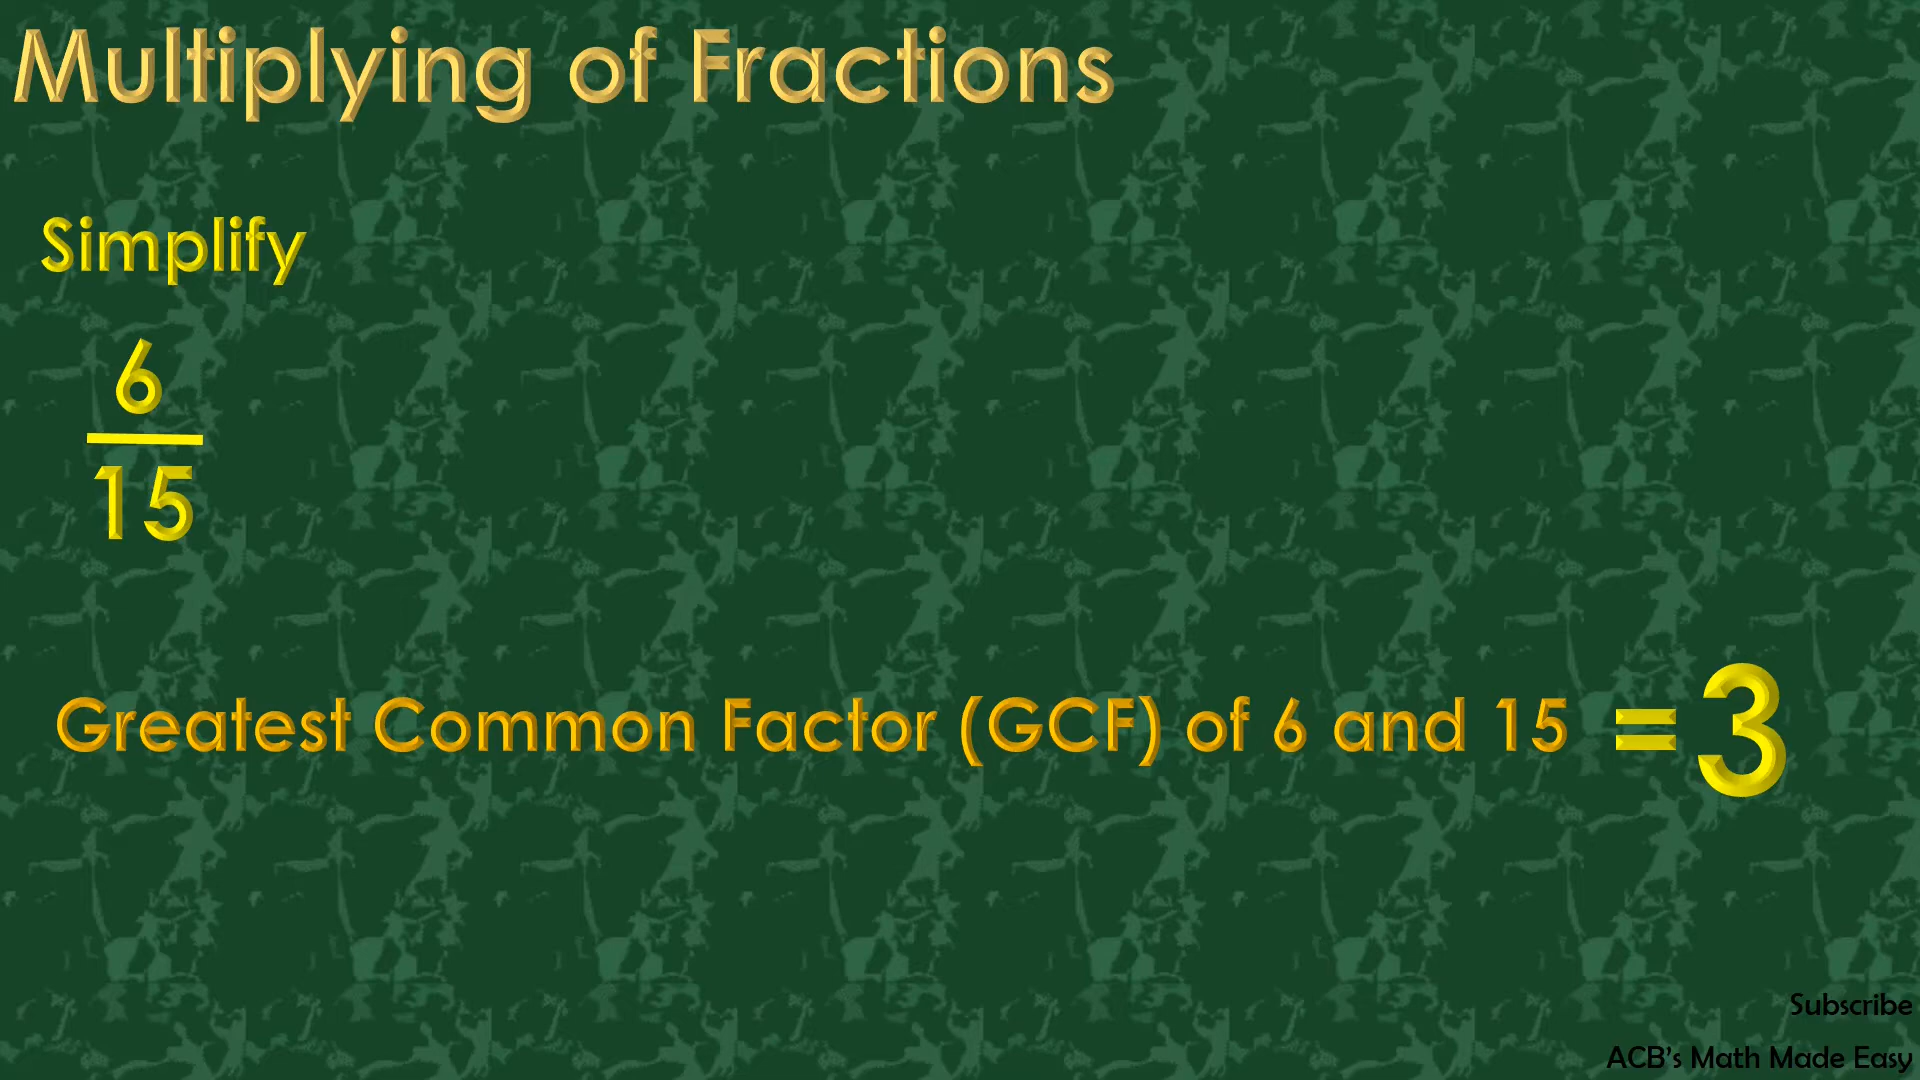 Multiplying of Fractions
Simplify
6
15
Greatest Common Factor (GCF) of 6 and 15 = 3
Subscribe
ACB's Math Made Easy